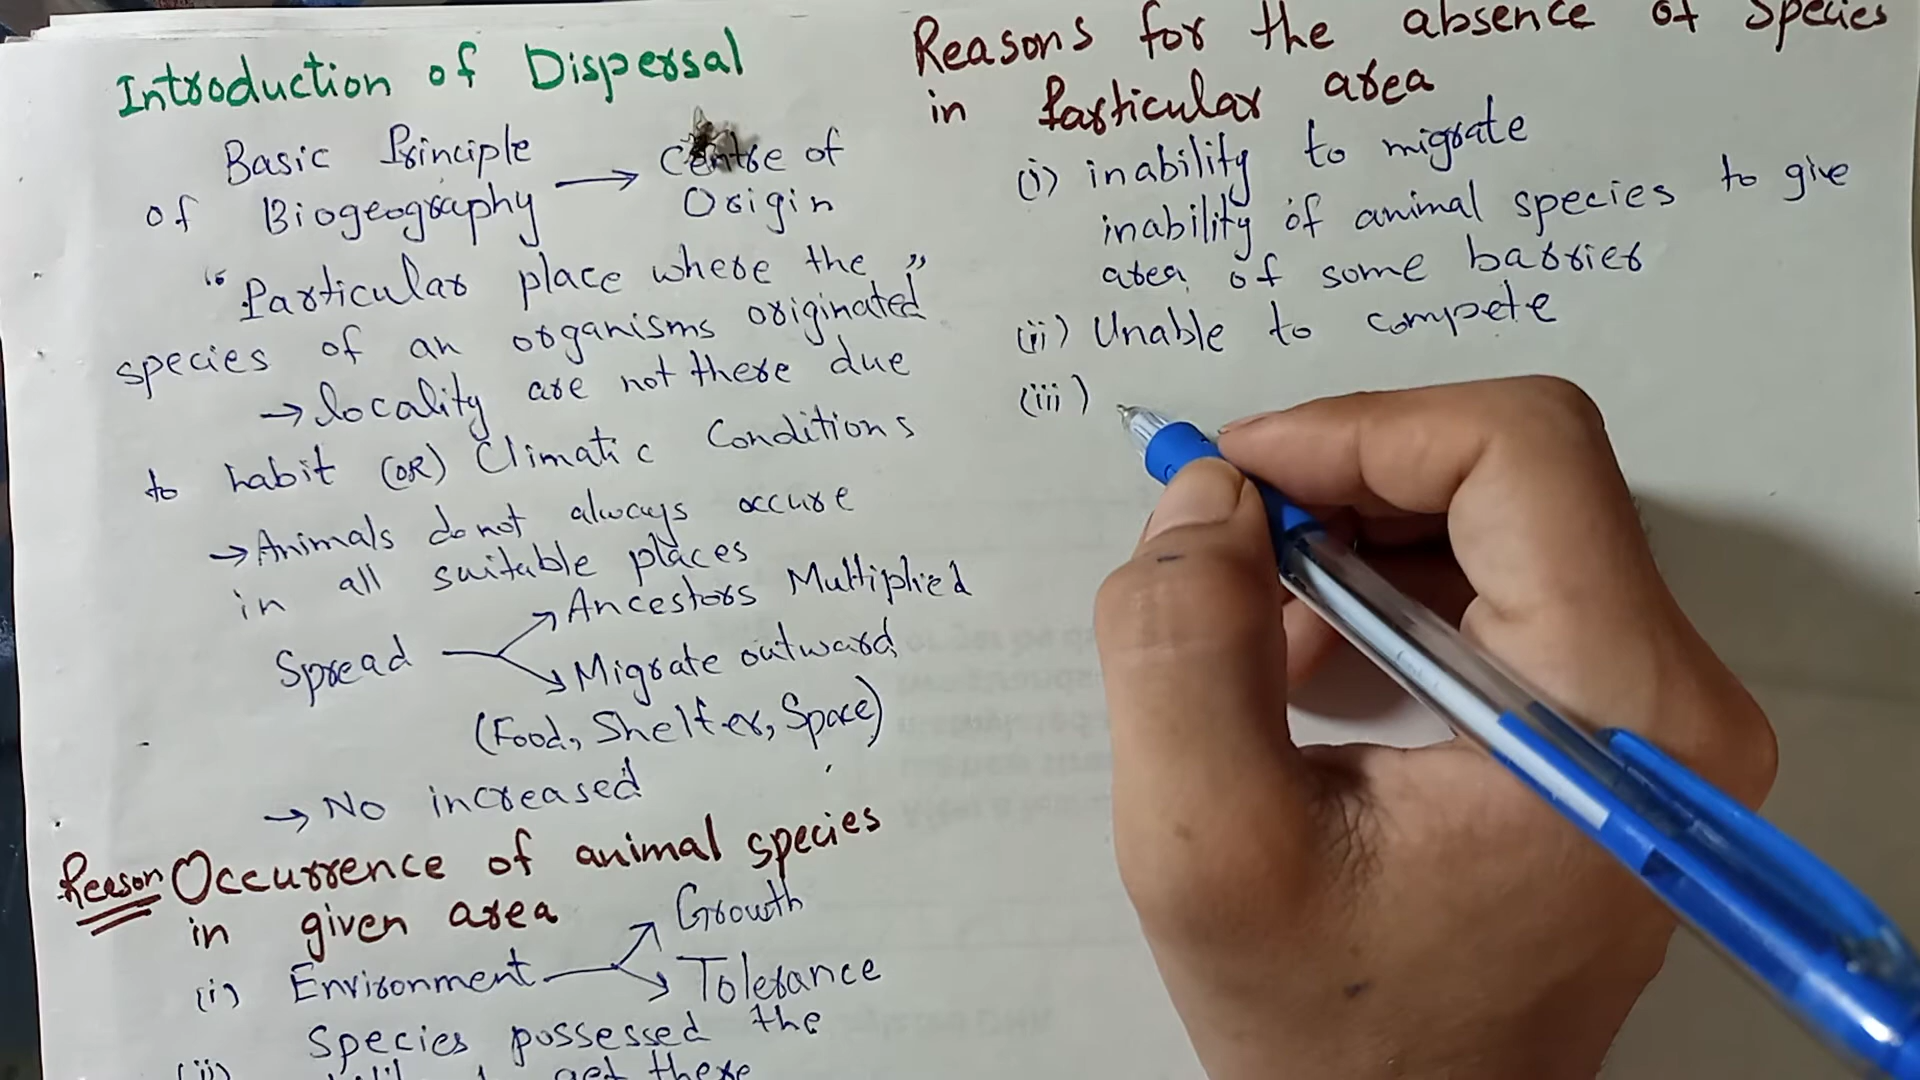 Introduction of Dispersal
Basic Principle
of Biogeography → Centre of
Origin
"Particular place where the"
species of an organisms originated
→ locality are not there due
to habit (OR) Climatic Conditions
→ Animals do not always occure
in all suitable places
Spread → Ancestors Multiplied
→ Migrate outward
(Food, Shelter, Space)
→ No increased
Reason Occurrence of animal species
in given area
(i) Environment → Growth
→ Tolerance
Species possessed the
(ii) get there
Reasons for the absence of Species
in Particular area
(i) inability to migrate
inability of animal species to give
area of some barrier
(ii) Unable to compete
(iii)